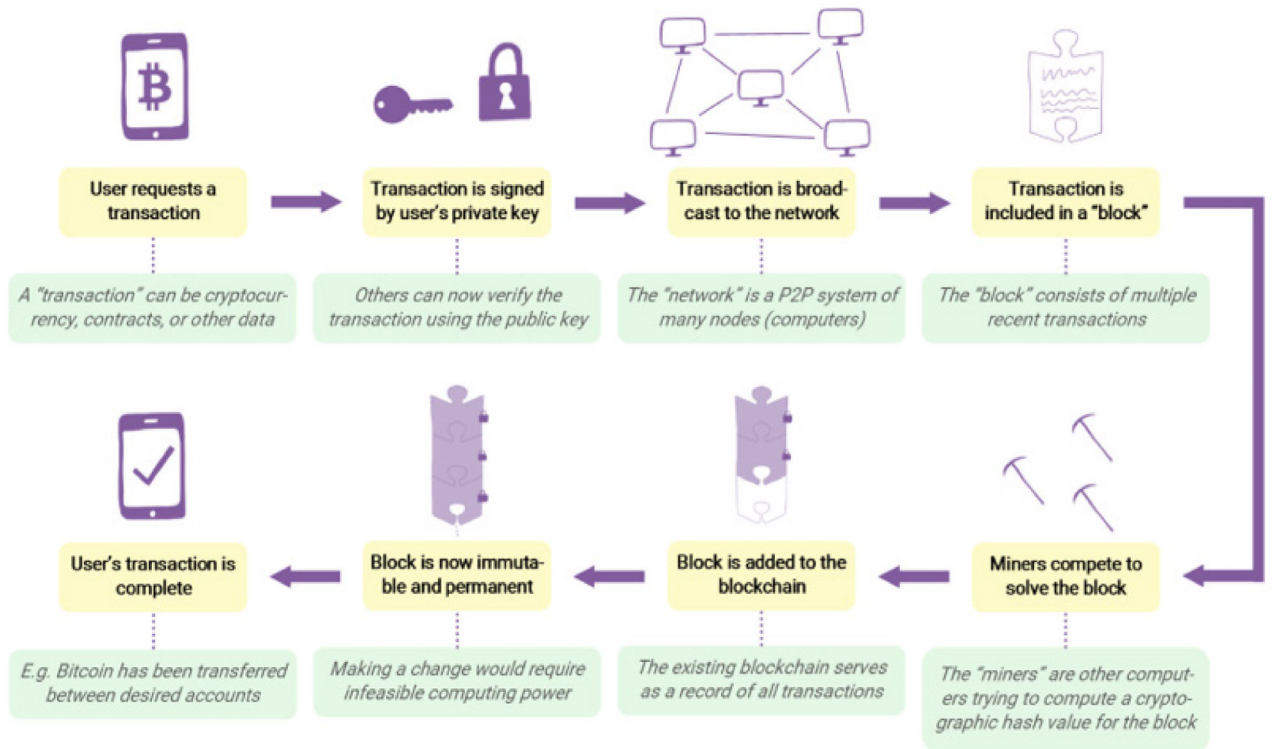 User requests a
transaction
Transaction is signed
by user's private key
Transaction is broad-
cast to the network
Transaction is
included in a “block”
A “transaction” can be cryptocur-
rency, contracts, or other data
Others can now verify the
transaction using the public key
The “network” is a P2P system of
many nodes (computers)
The “block” consists of multiple
recent transactions
User's transaction is
complete
Block is now immuta-
ble and permanent
Block is added to the
blockchain
Miners compete to
solve the block
E.g. Bitcoin has been transferred
between desired accounts
Making a change would require
infeasible computing power
The existing blockchain serves
as a record of all transactions
The “miners” are other comput-
ers trying to compute a crypto-
graphic hash value for the block